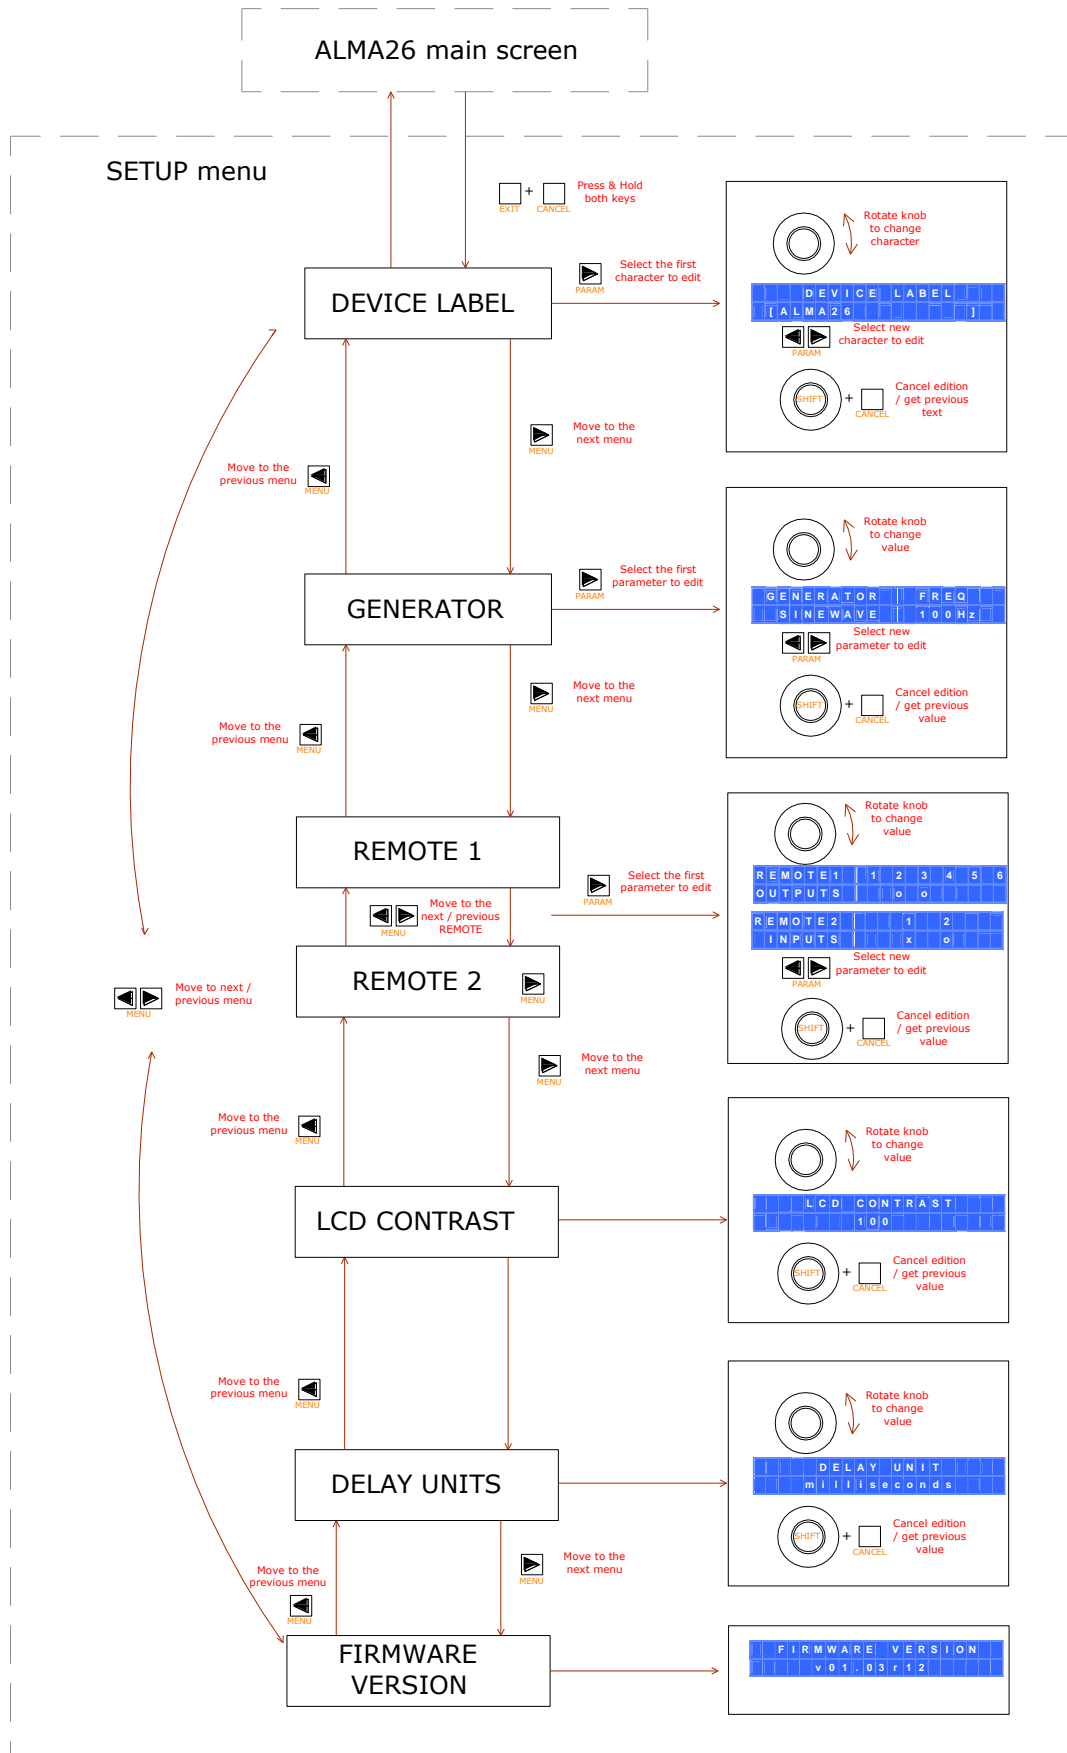 ALMA26 main screen
SETUP menu
EXIT + CANCEL
Press & Hold
both keys
DEVICE LABEL
PARAM
Select the first
character to edit
Rotate knob
to change
character
DEVICE LABEL
[ALMA26 ]
PARAM
Select new
character to edit
SHIFT + CANCEL
Cancel edition
/ get previous
text
MENU
Move to the
next menu
Move to the
previous menu
MENU
GENERATOR
PARAM
Select the first
parameter to edit
Rotate knob
to change
value
GENERATOR | FREQ
SINEWAVE | 100Hz
PARAM
Select new
parameter to edit
SHIFT + CANCEL
Cancel edition
/ get previous
value
MENU
Move to the
next menu
Move to the
previous menu
MENU
REMOTE 1
MENU
Move to the
next / previous
REMOTE
REMOTE 2
MENU
PARAM
Select the first
parameter to edit
Rotate knob
to change
value
REMOTE1 | 1 2 3 4 5 6
OUTPUTS | o o
REMOTE2 | 1 2
INPUTS | x o
PARAM
Select new
parameter to edit
SHIFT + CANCEL
Cancel edition
/ get previous
value
MENU
Move to next /
previous menu
MENU
Move to the
next menu
Move to the
previous menu
MENU
LCD CONTRAST
Rotate knob
to change
value
LCD CONTRAST
100
SHIFT + CANCEL
Cancel edition
/ get previous
value
Move to the
previous menu
MENU
DELAY UNITS
Rotate knob
to change
value
DELAY UNIT
milliseconds
SHIFT + CANCEL
Cancel edition
/ get previous
value
MENU
Move to the
next menu
Move to the
previous menu
MENU
FIRMWARE
VERSION
FIRMWARE VERSION
v01.03r12